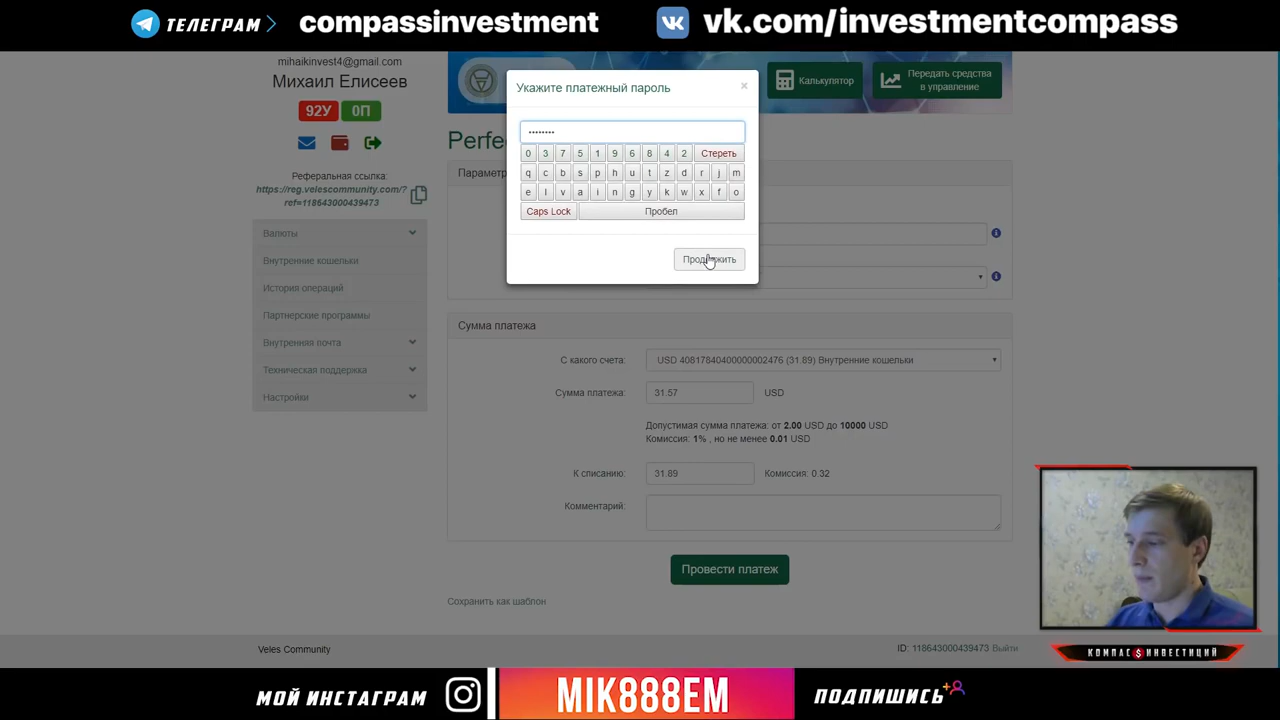 ТЕЛЕГРАМ compassinvestment vk.com/investmentcompass
mihaikinvest4@gmail.com
Михаил Елисеев
92У 0П
Реферальная ссылка:
https://reg.velescommunity.com/?
ref=118643000439473
Валюты
Внутренние кошельки
История операций
Партнерские программы
Внутренняя почта
Техническая поддержка
Настройки
Калькулятор
Передать средства
в управление
Укажите платежный пароль ×
••••••••
0 3 7 5 1 9 6 8 4 2 Стереть
q c b s p h u t z d r j m
e l v a i n g y k w x f o
Caps Lock Пробел
Продолжить
Perfe
Параметр
Сумма платежа
С какого счета: USD 40817840400000002476 (31.89) Внутренние кошельки
Сумма платежа: 31.57 USD
Допустимая сумма платежа: от 2.00 USD до 10000 USD
Комиссия: 1% , но не менее 0.01 USD
К списанию: 31.89 Комиссия: 0.32
Комментарий:
Провести платеж
Сохранить как шаблон
Veles Community
ID: 118643000439473 Выйти
КОМПАС $ ИНВЕСТИЦИЙ
МОЙ ИНСТАГРАМ MIK888EM ПОДПИШИСЬ